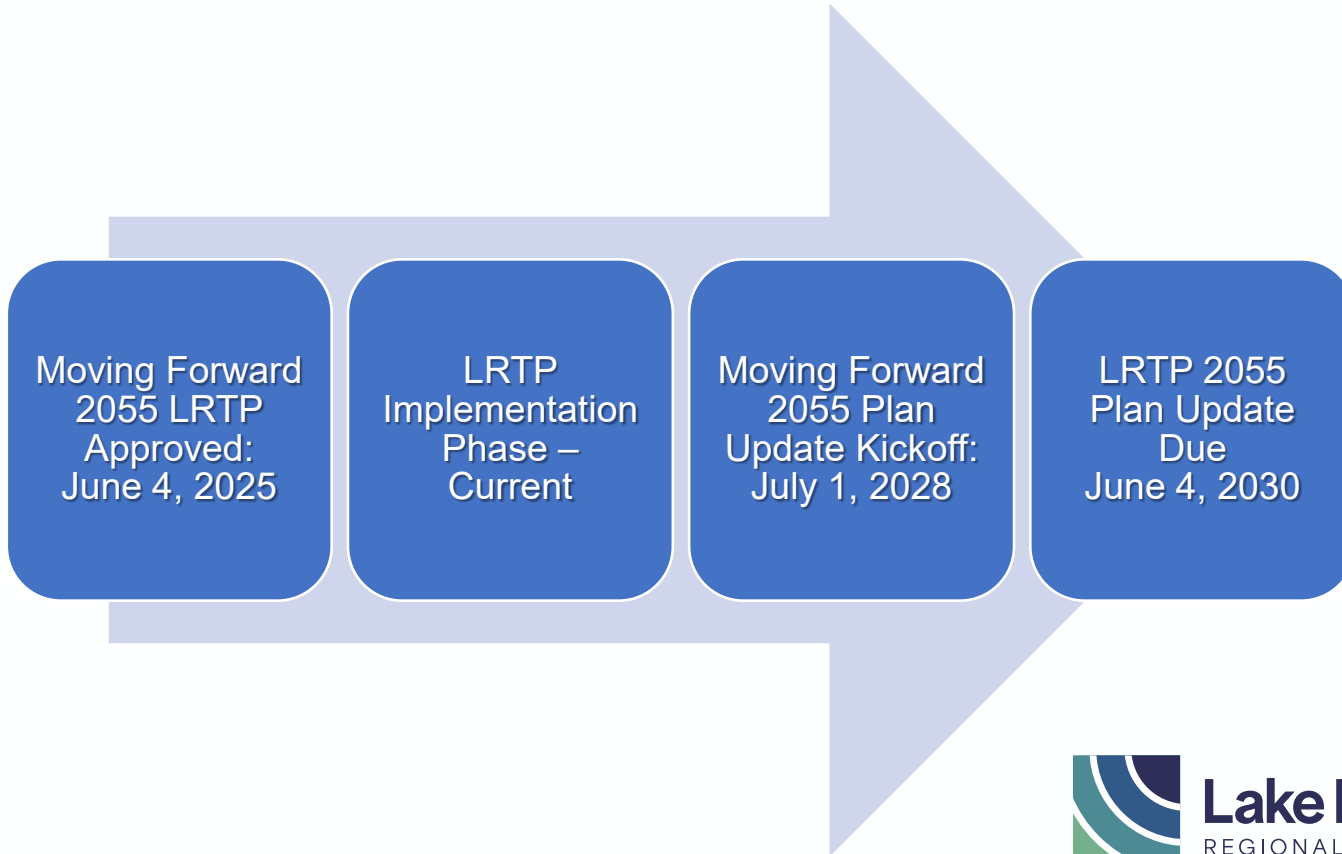 Moving Forward
2055 LRTP
Approved:
June 4, 2025
LRTP
Implementation
Phase –
Current
Moving Forward
2055 Plan
Update Kickoff:
July 1, 2028
LRTP 2055
Plan Update
Due
June 4, 2030
Lake
REGIONAL